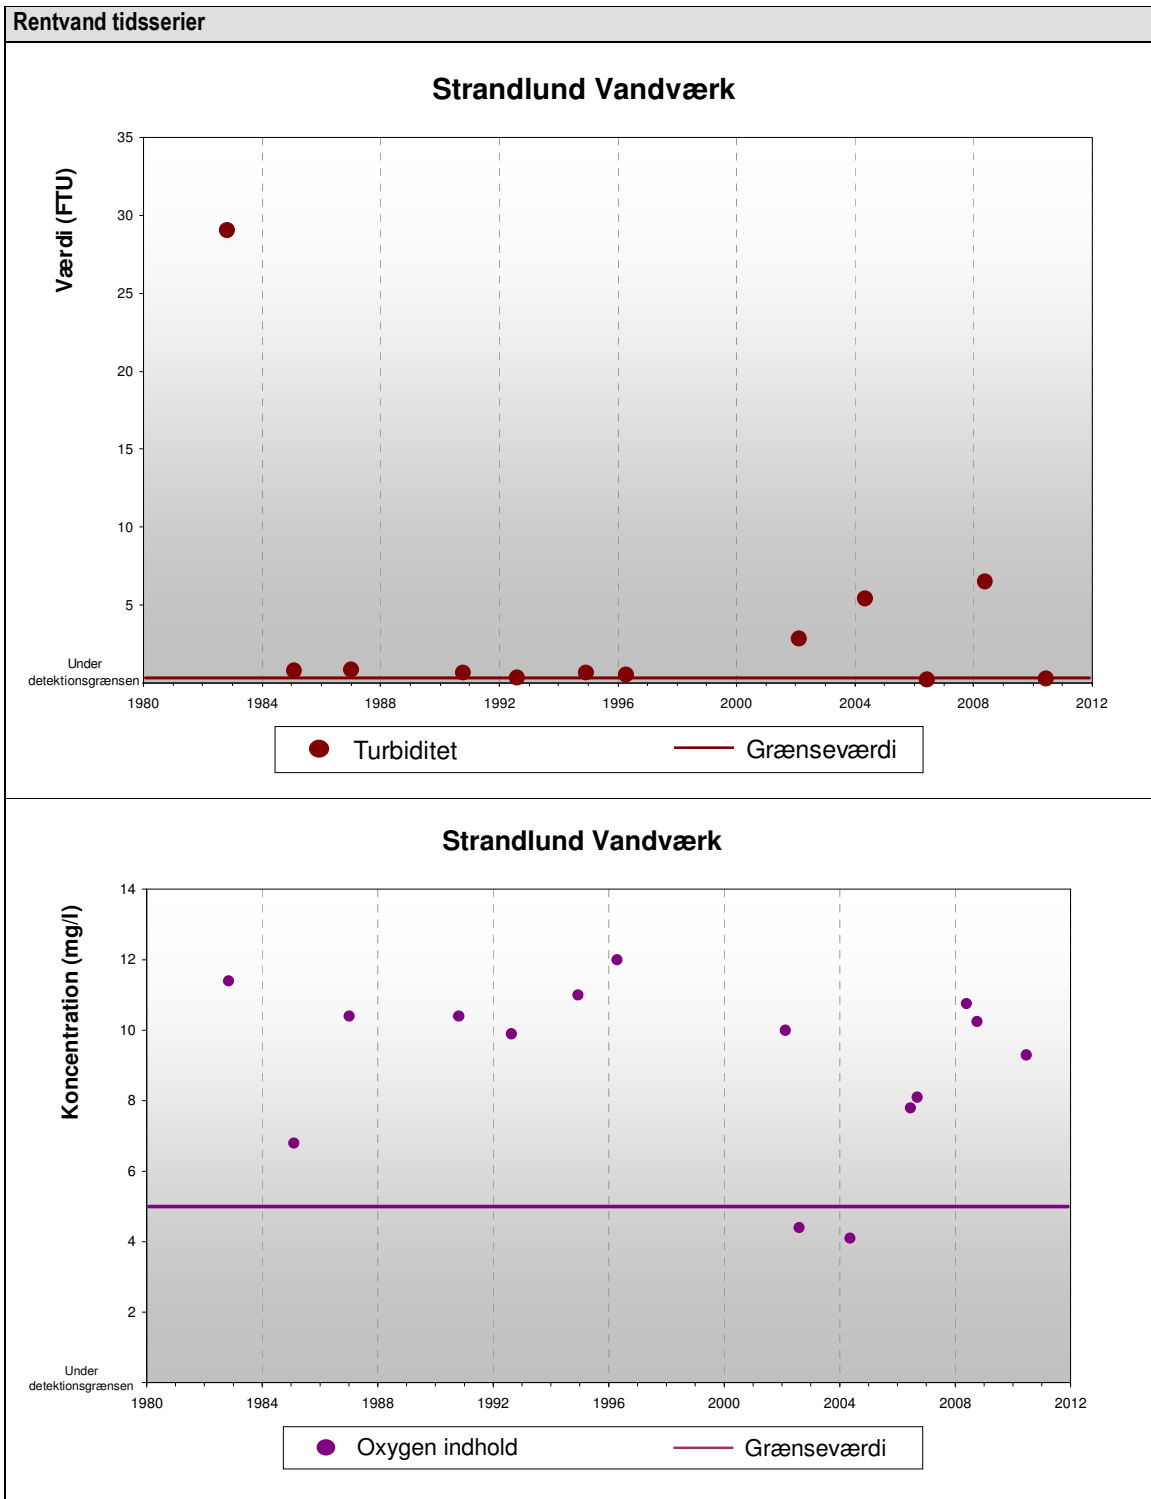 Rentvand tidsserier
Strandlund Vandværk
Værdi (FTU)
35
30
25
20
15
10
5
Under
detektionsgrænsen
1980 1984 1988 1992 1996 2000 2004 2008 2012
Turbiditet Grænseværdi
Strandlund Vandværk
Koncentration (mg/l)
14
12
10
8
6
4
2
Under
detektionsgrænsen
1980 1984 1988 1992 1996 2000 2004 2008 2012
Oxygen indhold Grænseværdi